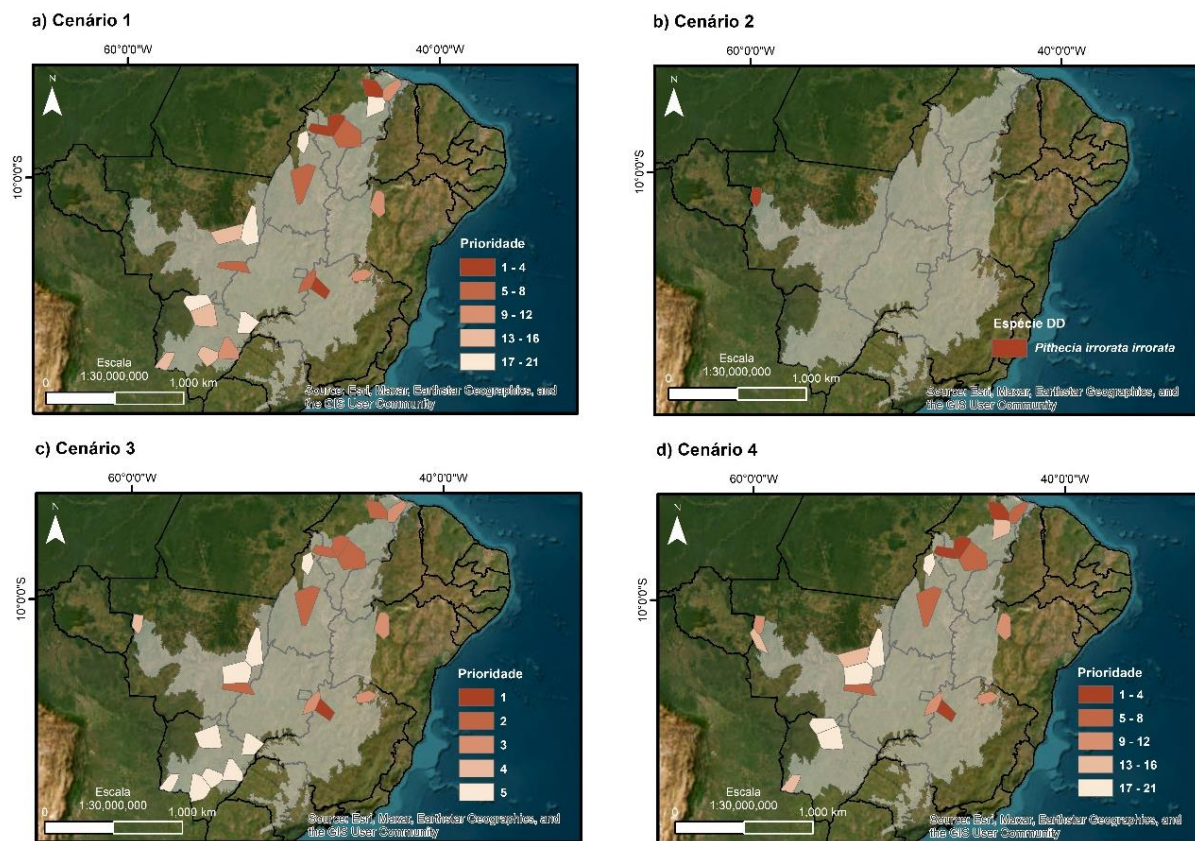 a) Cenário 1
60°0'0"W
40°0'0"W
N
10°0'0"S
Prioridade
1 - 4
5 - 8
9 - 12
13 - 16
17 - 21
Escala
1:30,000,000
0
1,000 km
Source: Esri, Maxar, Earthstar Geographics, and
the GIS User Community
b) Cenário 2
60°0'0"W
40°0'0"W
N
10°0'0"S
Espécie DD
Pithecia irrorata irrorata
Escala
1:30,000,000
0
1,000 km
Source: Esri, Maxar, Earthstar Geographics, and
the GIS User Community
c) Cenário 3
60°0'0"W
40°0'0"W
N
10°0'0"S
Prioridade
1
2
3
4
5
Escala
1:30,000,000
0
1,000 km
Source: Esri, Maxar, Earthstar Geographics, and
the GIS User Community
d) Cenário 4
60°0'0"W
40°0'0"W
N
10°0'0"S
Prioridade
1 - 4
5 - 8
9 - 12
13 - 16
17 - 21
Escala
1:30,000,000
0
1,000 km
Source: Esri, Maxar, Earthstar Geographics, and
the GIS User Community